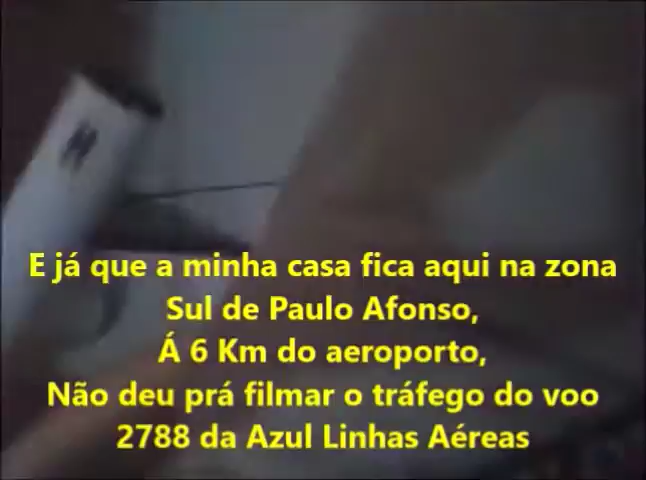 E já que a minha casa fica aqui na zona
Sul de Paulo Afonso,
Á 6 Km do aeroporto,
Não deu prá filmar o tráfego do voo
2788 da Azul Linhas Aéreas